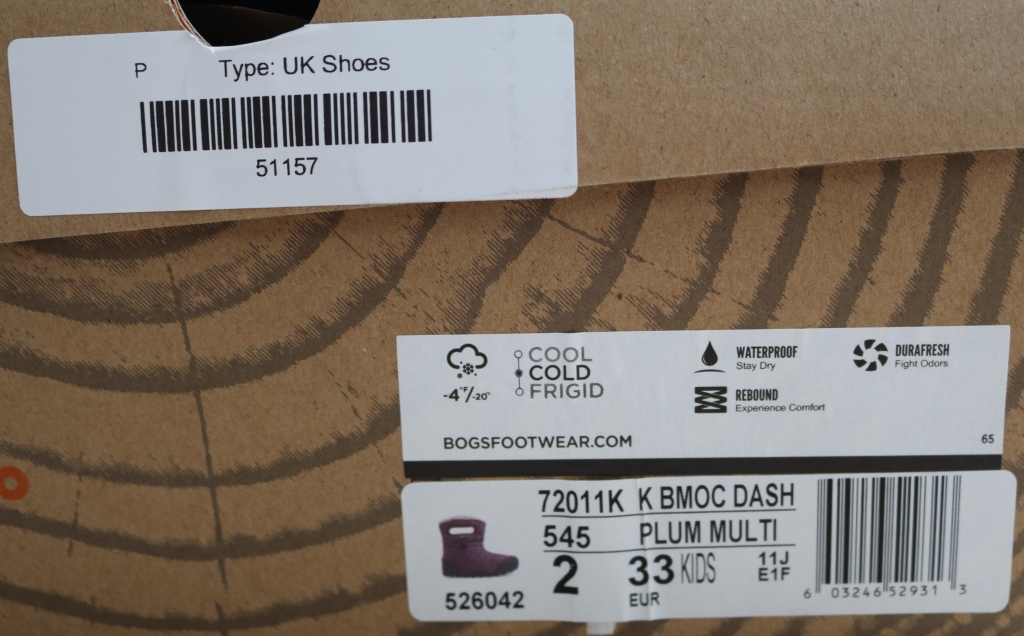 P Type: UK Shoes
51157
COOL
COLD
FRIGID
-4°F/-20°
WATERPROOF
Stay Dry
DURAFRESH
Fight Odors
REBOUND
Experience Comfort
BOGSFOOTWEAR.COM
65
72011K K BMOC DASH
545 PLUM MULTI
2 33 KIDS
EUR
11J
E1F
526042
6 03246 52931 3